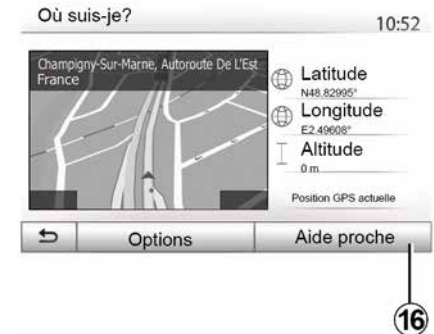 Où suis-je?
10:52
Champigny-Sur-Marne, Autoroute De L'Est
France
Latitude
N48.82995°
Longitude
E2.49608°
Altitude
0 m
Position GPS actuelle
Options
Aide proche
16